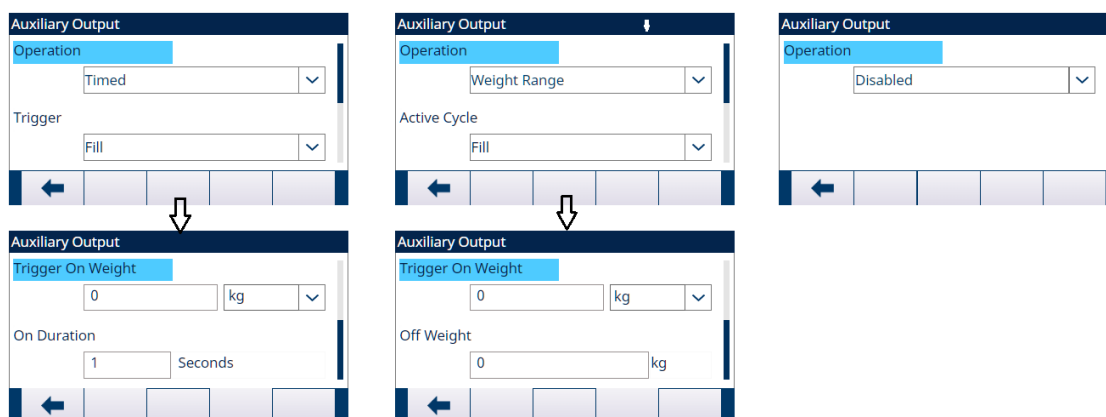 Auxiliary Output
Operation
Timed
Trigger
Fill
Auxiliary Output
Trigger On Weight
0 kg
On Duration
1 Seconds
Auxiliary Output
Operation
Weight Range
Active Cycle
Fill
Auxiliary Output
Trigger On Weight
0 kg
Off Weight
0 kg
Auxiliary Output
Operation
Disabled